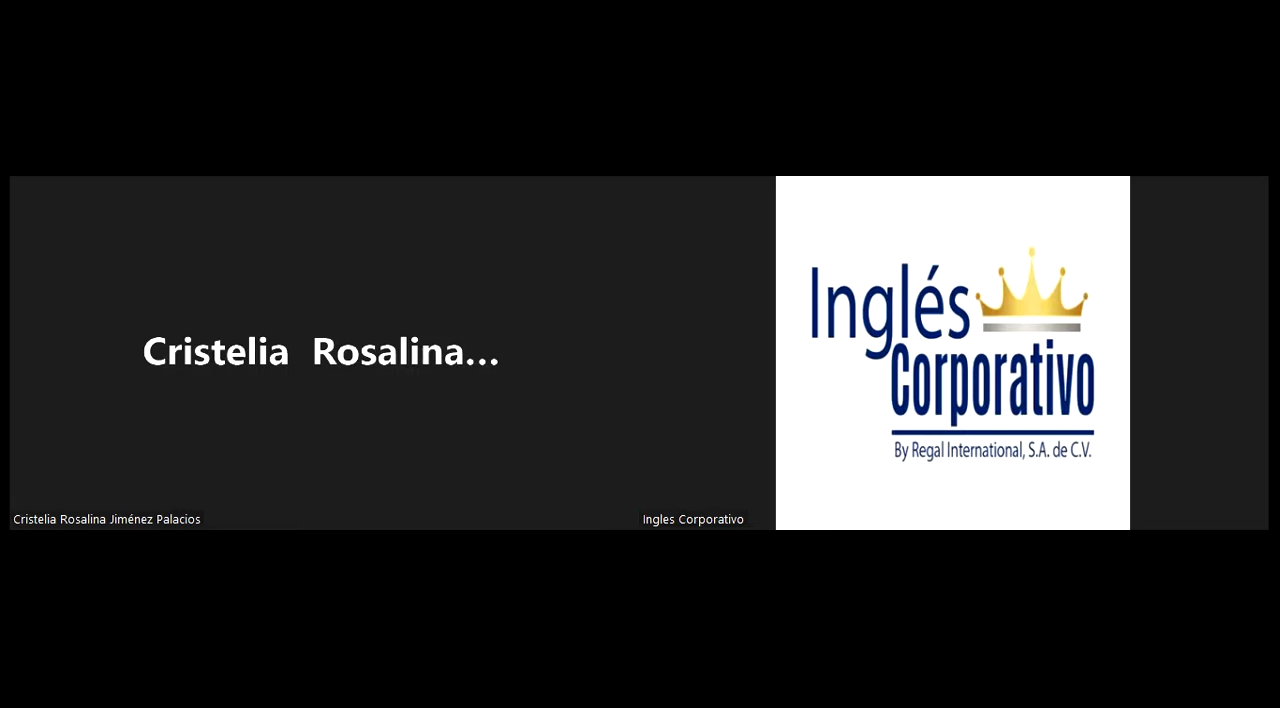 Cristelia Rosalina...
Cristelia Rosalina Jiménez Palacios
Ingles Corporativo
Inglés
Corporativo
By Regal International, S.A. de C.V.